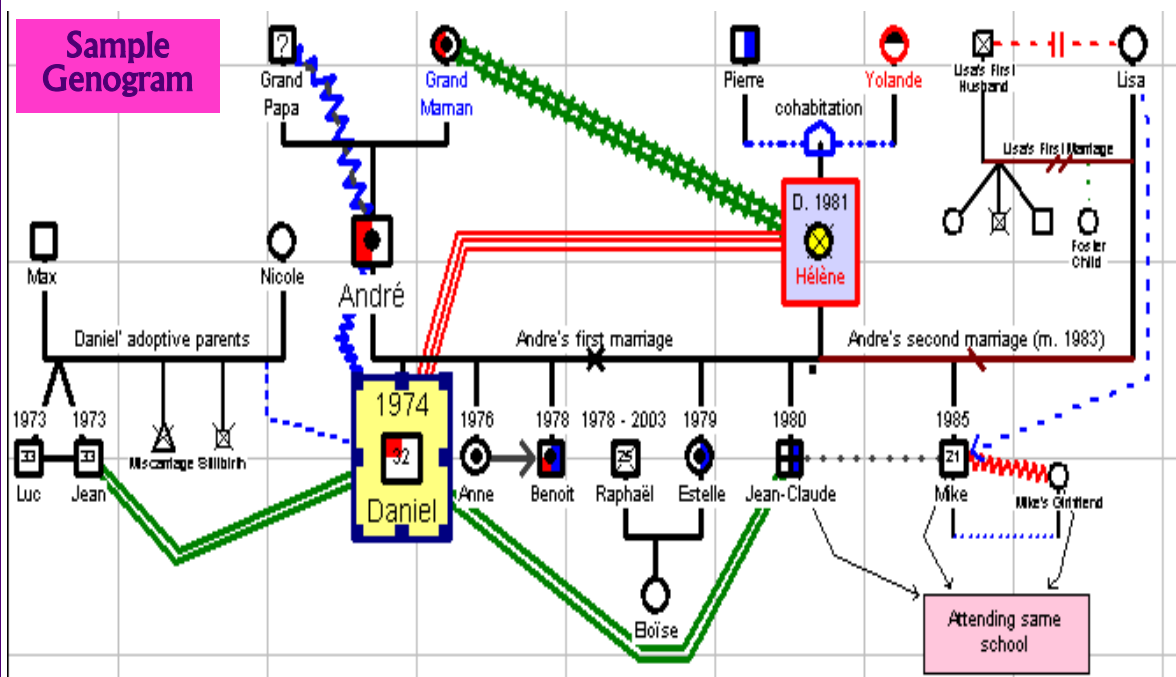 Sample
Genogram
?
Grand
Papa
Grand
Maman
Pierre
Yolande
cohabitation
Lisa's First
Husband
Lisa
Lisa's First Marriage
D. 1981
Hélène
Foster
Child
Max
Nicole
André
Daniel' adoptive parents
Andre's first marriage
Andre's second marriage (m. 1983)
1973
1973
1974
1976
1978
1978 - 2003
1979
1980
1985
33
33
32
25
21
Luc
Jean
Miscarriage
Stillbirth
Daniel
Anne
Benoit
Raphaël
Estelle
Jean-Claude
Mike
Mike's Girlfriend
Eloïse
Attending same
school